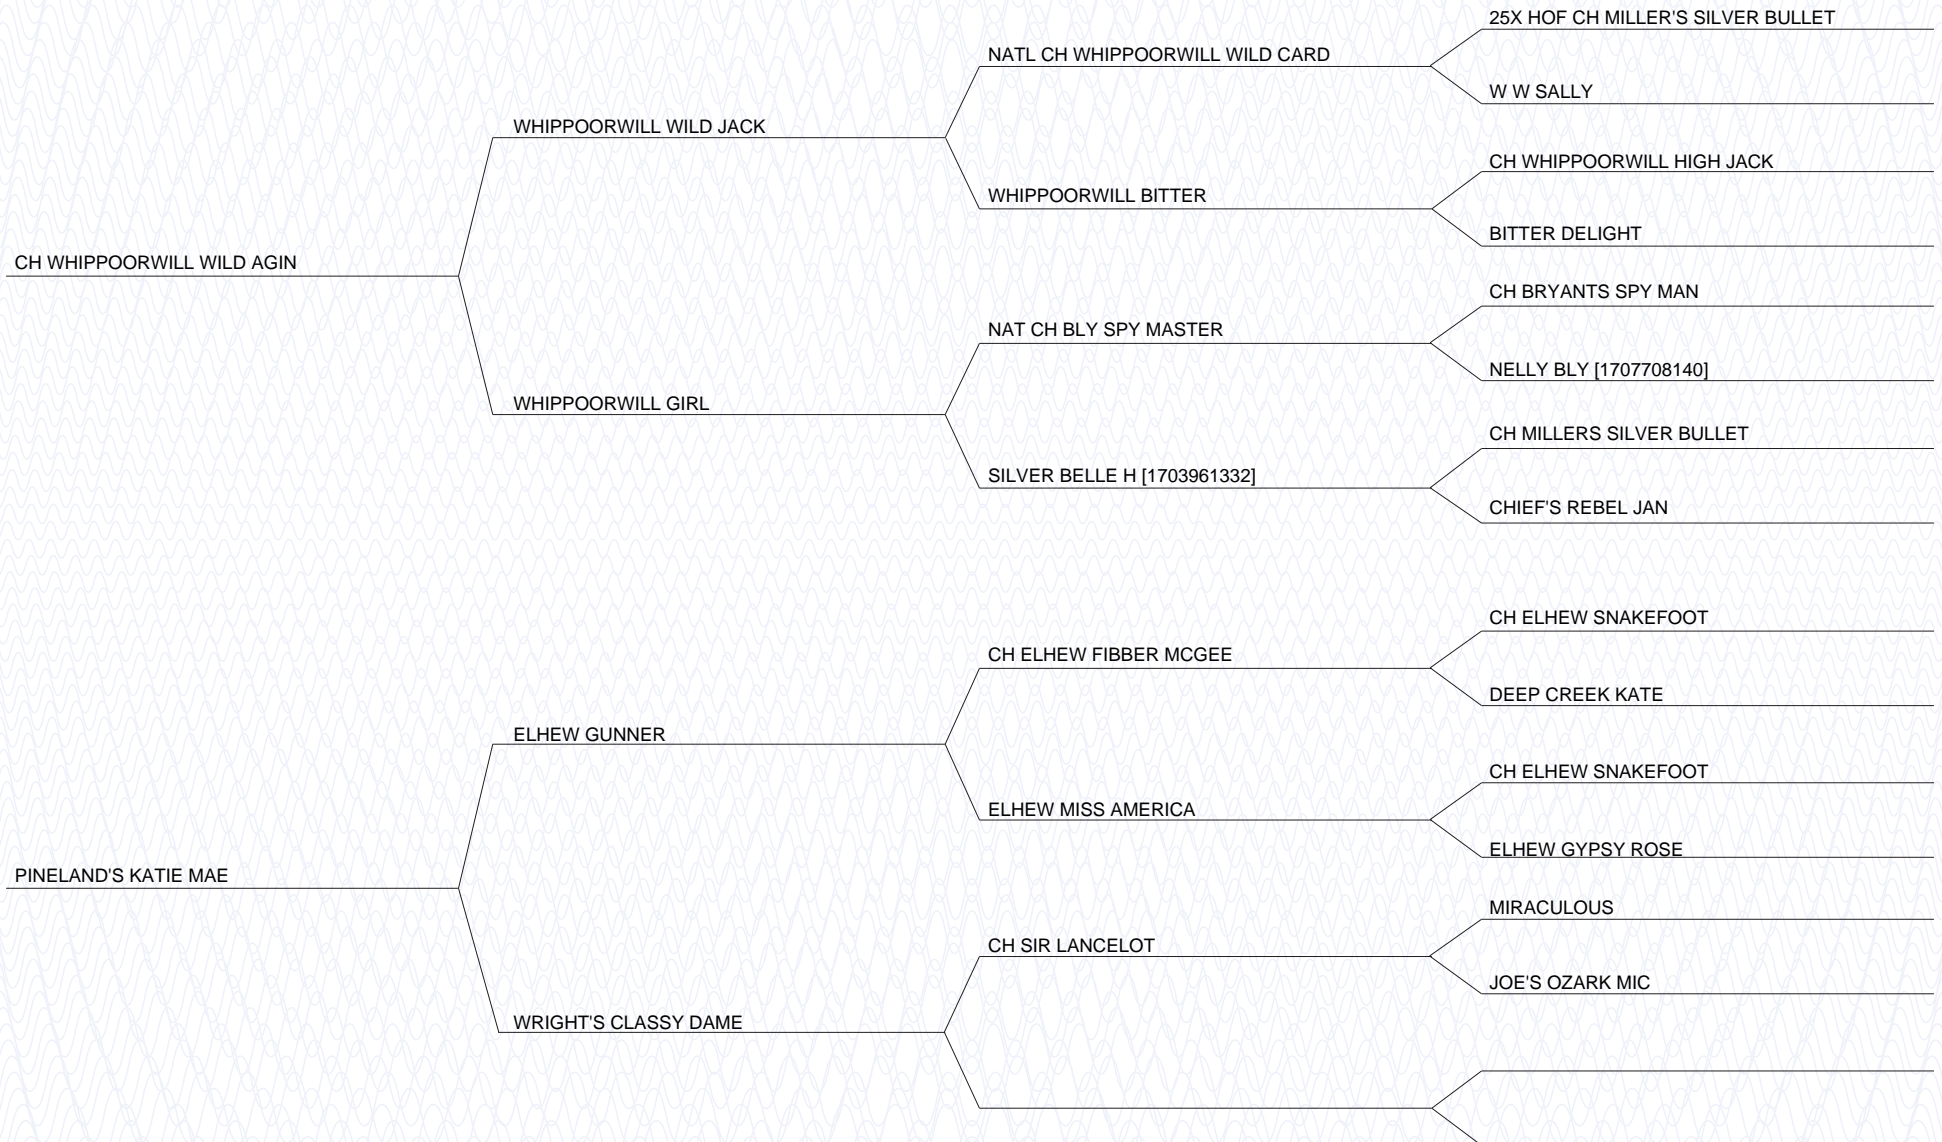 25X HOF CH MILLER'S SILVER BULLET
NATL CH WHIPPOORWILL WILD CARD
W W SALLY
WHIPPOORWILL WILD JACK
CH WHIPPOORWILL HIGH JACK
WHIPPOORWILL BITTER
BITTER DELIGHT
CH WHIPPOORWILL WILD AGIN
CH BRYANTS SPY MAN
NAT CH BLY SPY MASTER
NELLY BLY [1707708140]
WHIPPOORWILL GIRL
CH MILLERS SILVER BULLET
SILVER BELLE H [1703961332]
CHIEF'S REBEL JAN
CH ELHEW SNAKEFOOT
CH ELHEW FIBBER MCGEE
DEEP CREEK KATE
ELHEW GUNNER
CH ELHEW SNAKEFOOT
ELHEW MISS AMERICA
ELHEW GYPSY ROSE
PINELAND'S KATIE MAE
MIRACULOUS
CH SIR LANCELOT
JOE'S OZARK MIC
WRIGHT'S CLASSY DAME